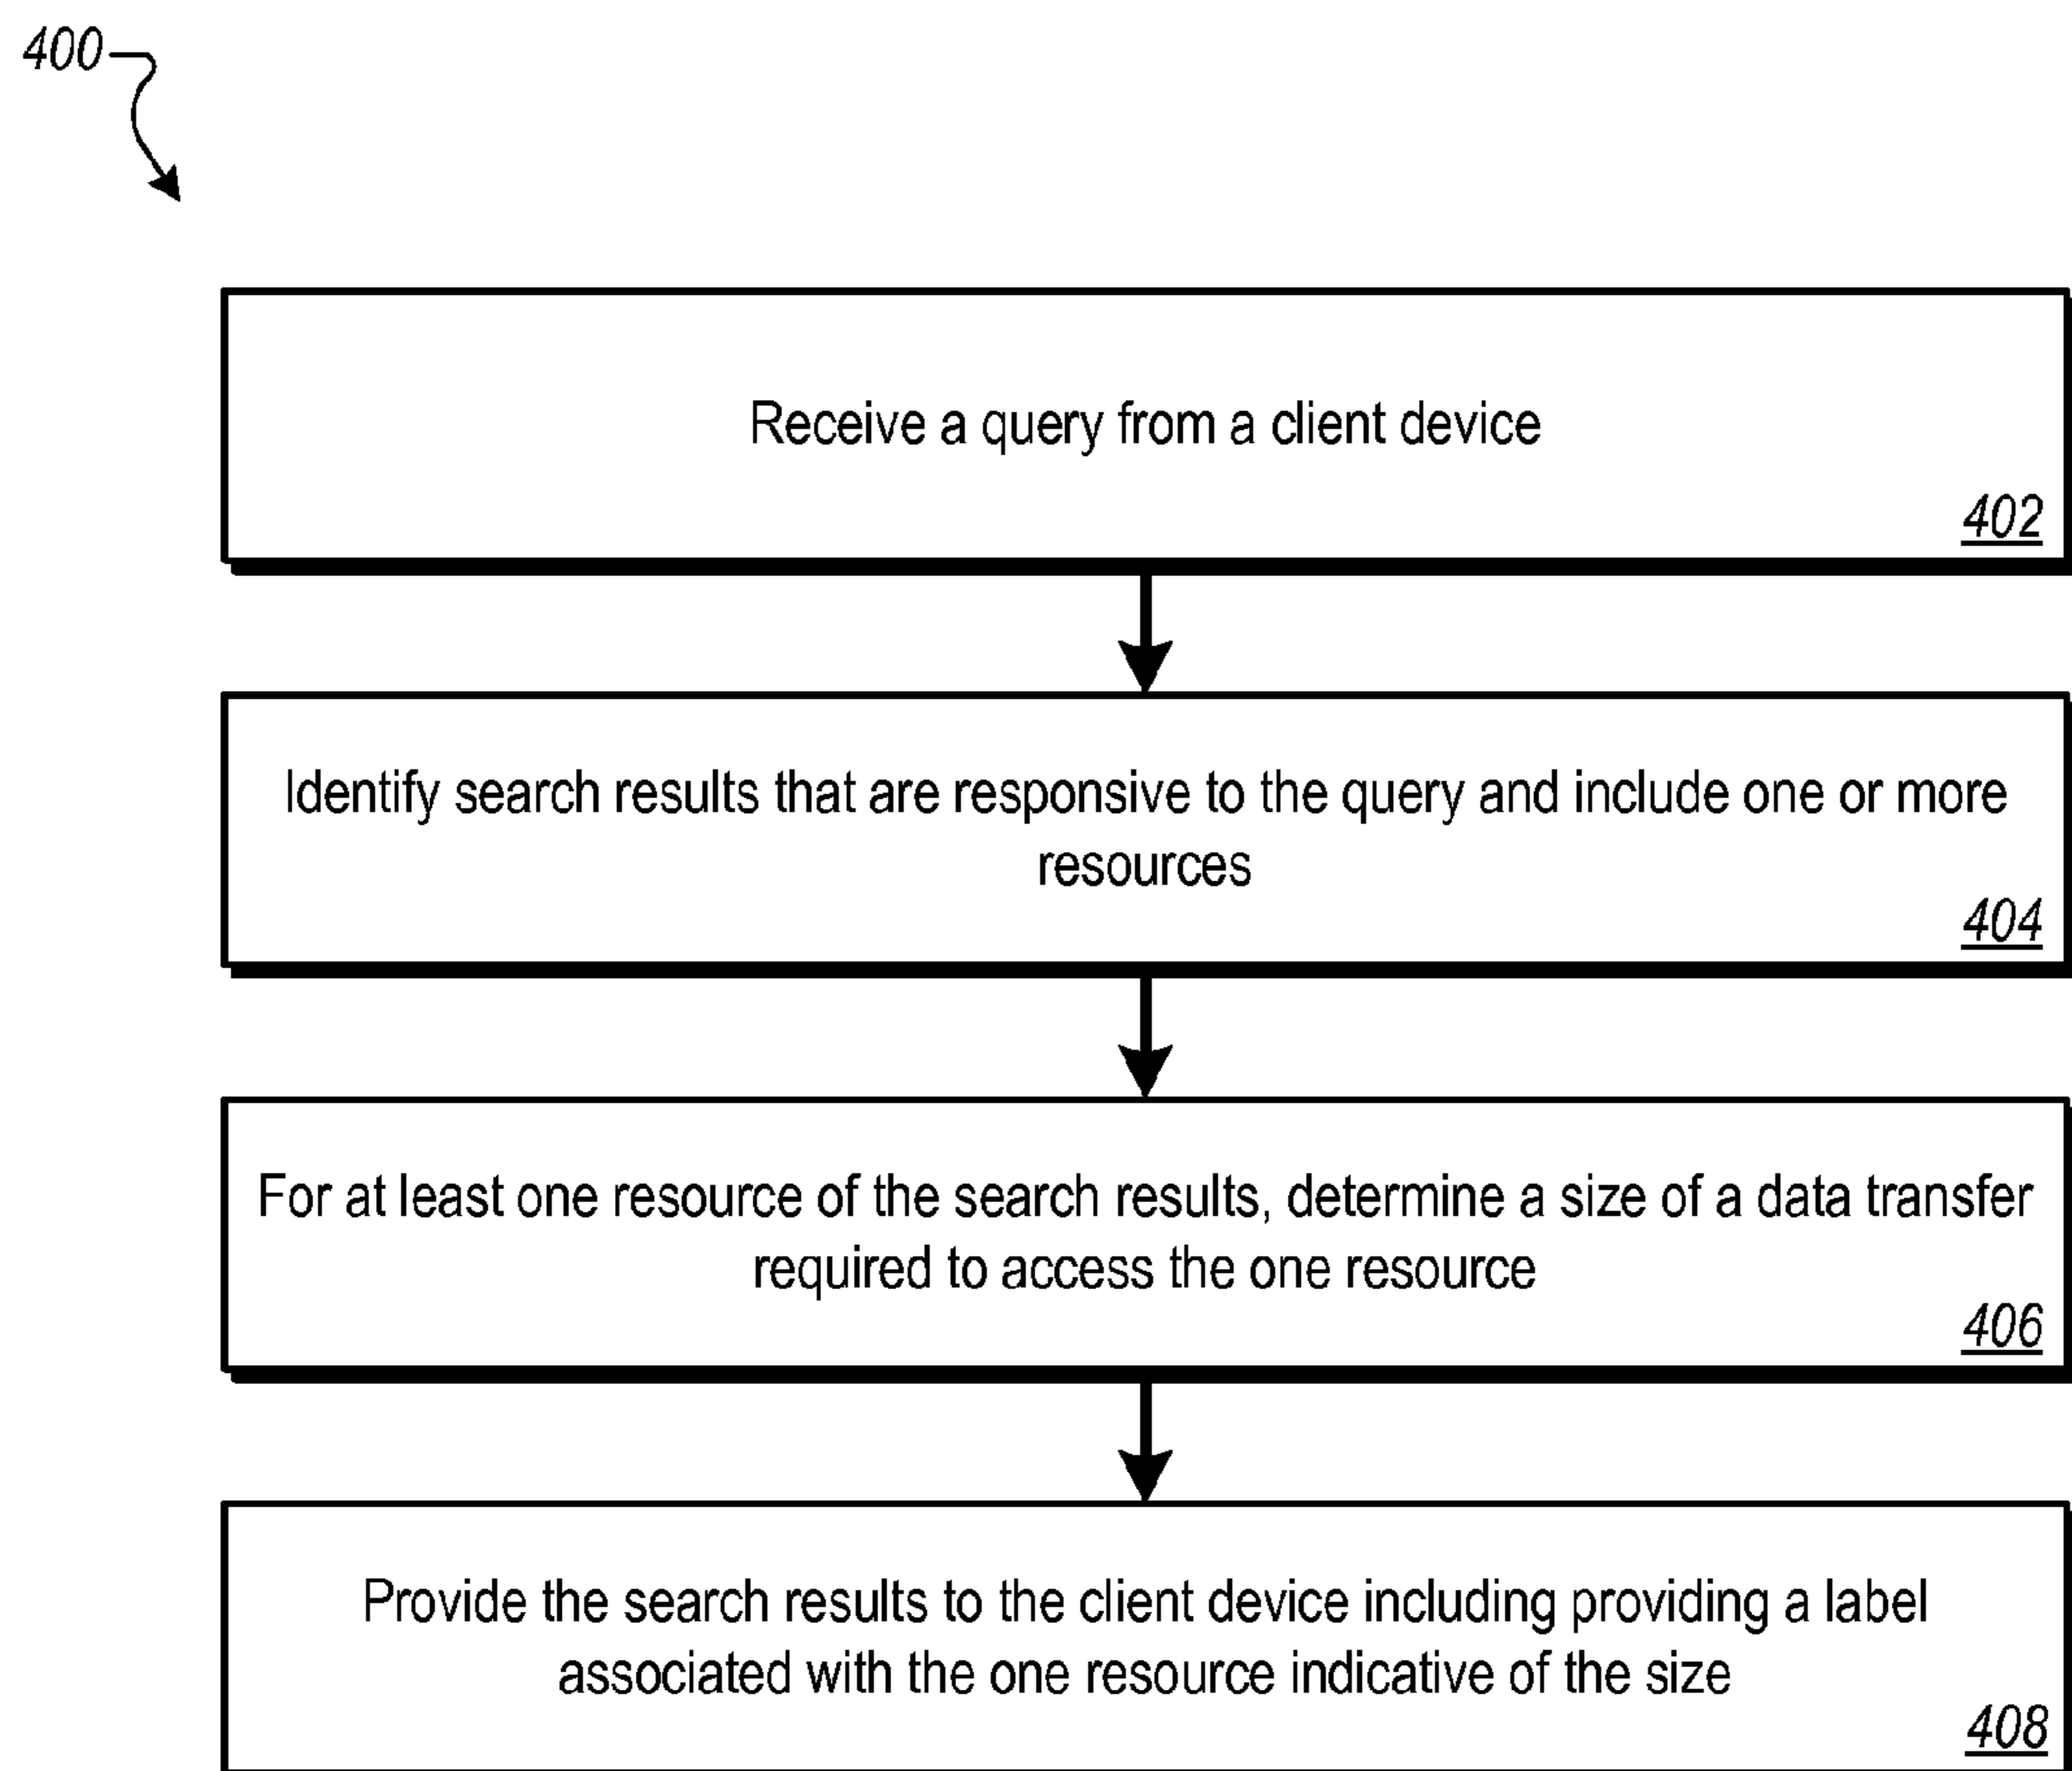 400
Receive a query from a client device
402
Identify search results that are responsive to the query and include one or more
resources
404
For at least one resource of the search results, determine a size of a data transfer
required to access the one resource
406
Provide the search results to the client device including providing a label
associated with the one resource indicative of the size
408